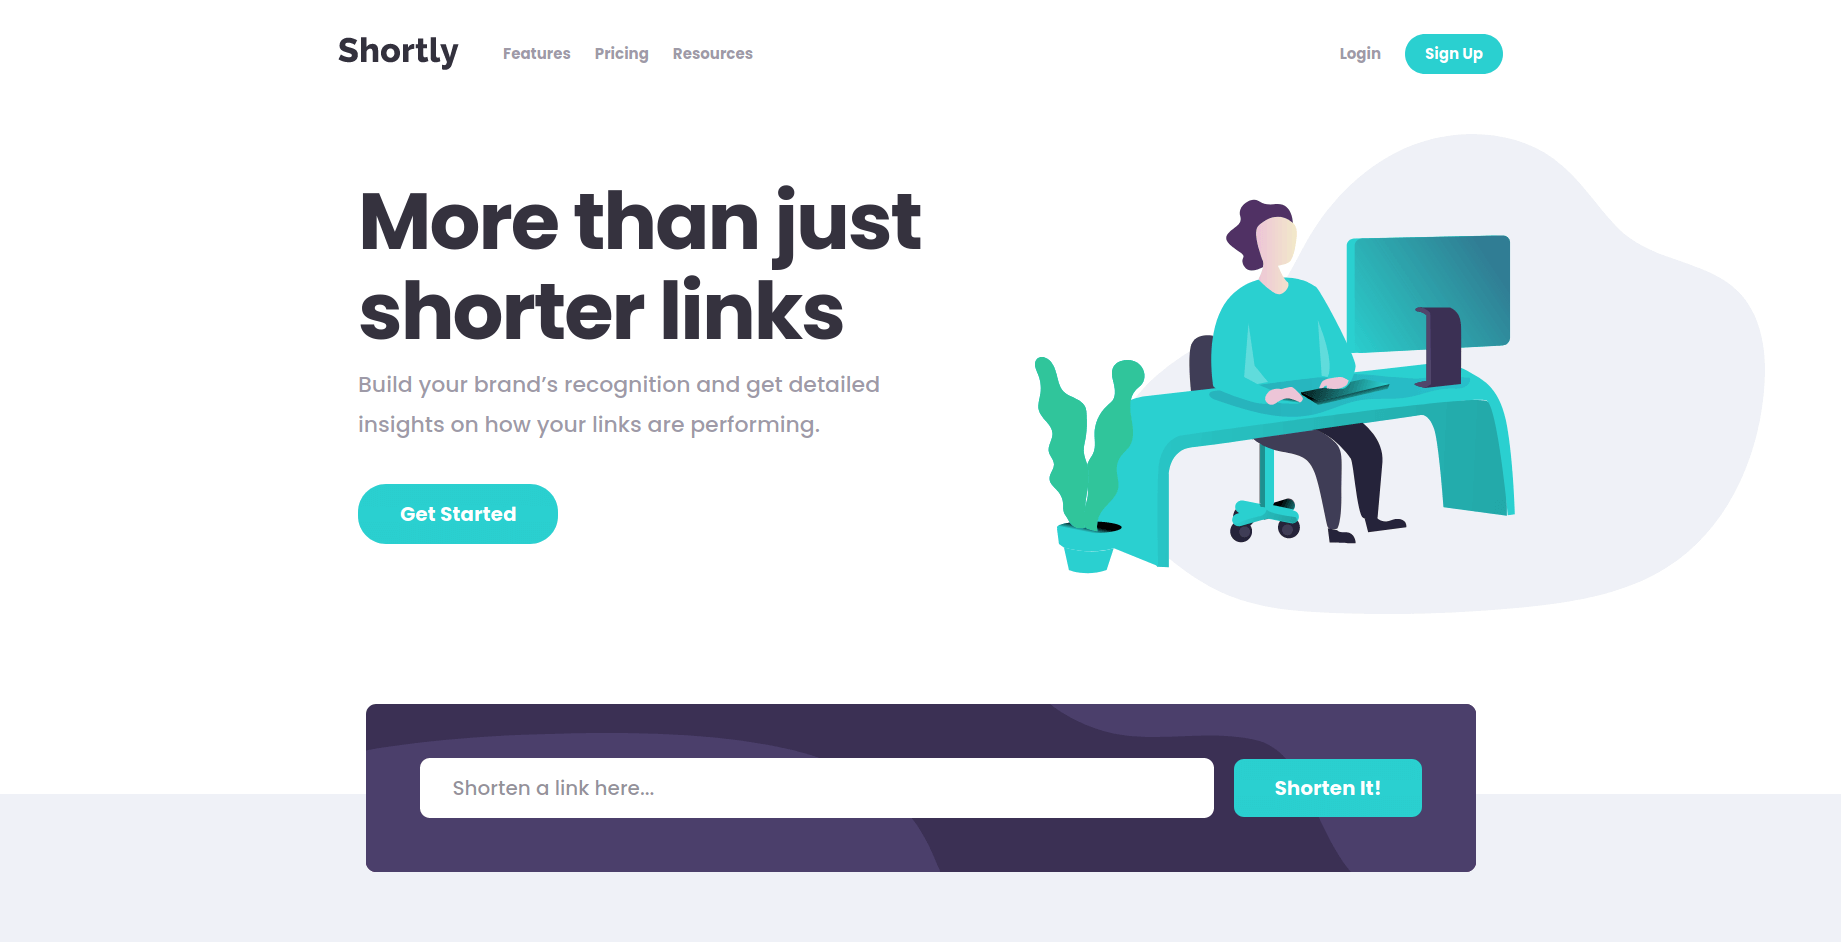 Shortly
Features Pricing Resources
Login
Sign Up
More than just
shorter links
Build your brand’s recognition and get detailed
insights on how your links are performing.
Get Started
Shorten a link here...
Shorten It!